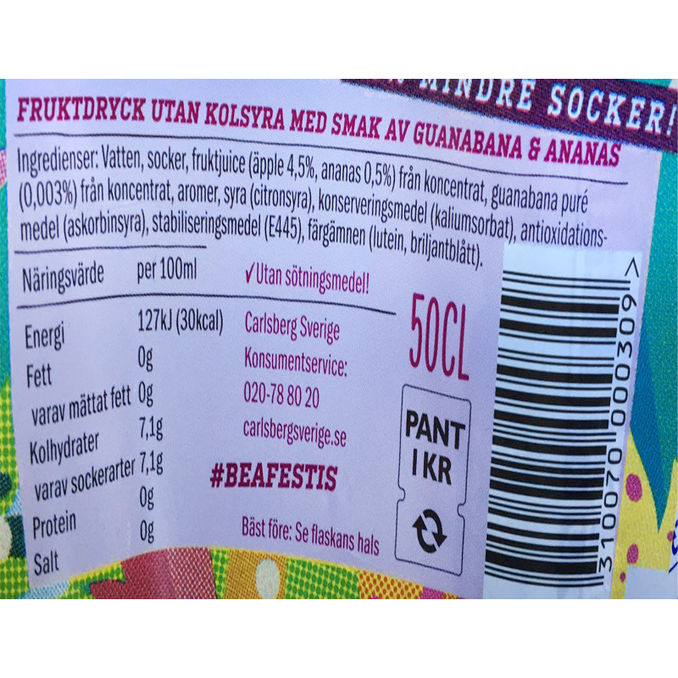 MINDRE SOCKER!
FRUKTDRYCK UTAN KOLSYRA MED SMAK AV GUANABANA & ANANAS
Ingredienser: Vatten, socker, fruktjuice (äpple 4,5%, ananas 0,5%) från koncentrat, guanabana puré
(0,003%) från koncentrat, aromer, syra (citronsyra), konserveringsmedel (kaliumsorbat), antioxidations-
medel (askorbinsyra), stabiliseringsmedel (E445), färgämnen (lutein, briljantblått).
Näringsvärde per 100ml
Energi 127kJ (30kcal)
Fett 0g
varav mättat fett 0g
Kolhydrater 7,1g
varav sockerarter 7,1g
Protein 0g
Salt 0g
✓Utan sötningsmedel!
Carlsberg Sverige
Konsumentservice:
020-78 80 20
carlsbergsverige.se
#BEAFESTIS
Bäst före: Se flaskans hals
50CL
PANT
1 KR
7310070000309>